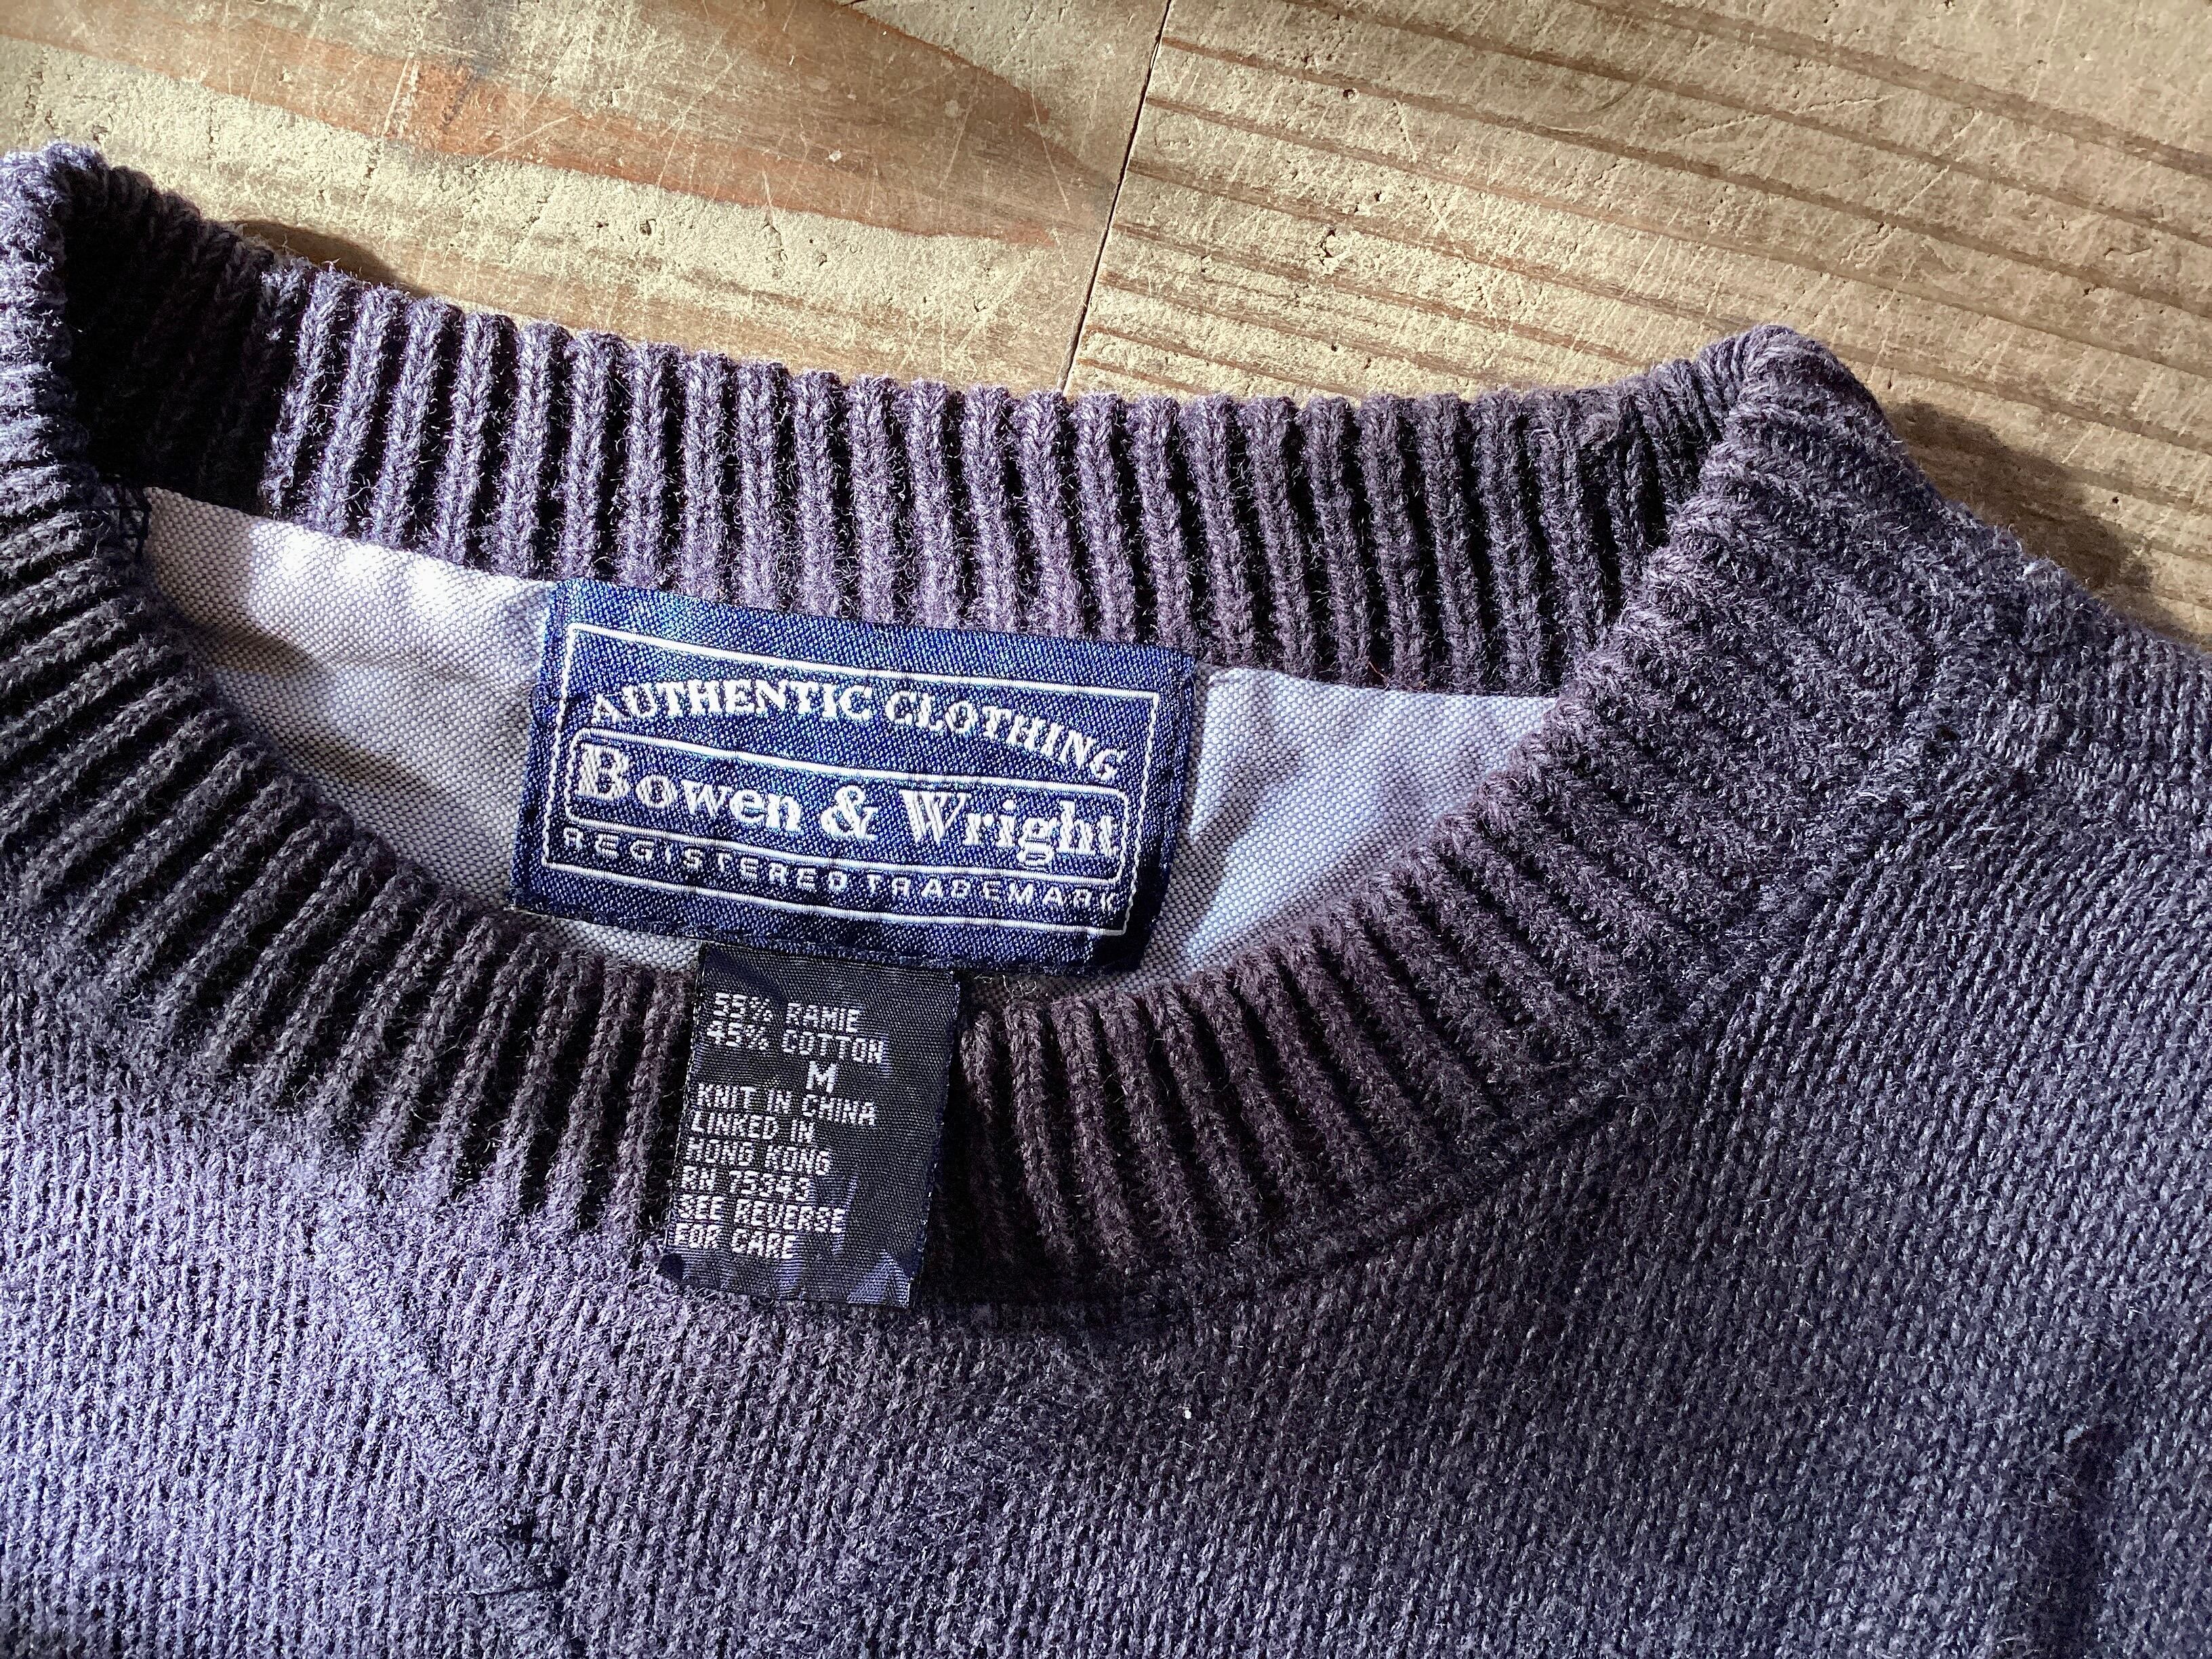 AUTHENTIC CLOTHING
Bowen & Wright
REGISTERED TRADEMARK
55% RAMIE
45% COTTON
M
KNIT IN CHINA
LINKED IN
HONG KONG
RN 75343
SEE REVERSE
FOR CARE